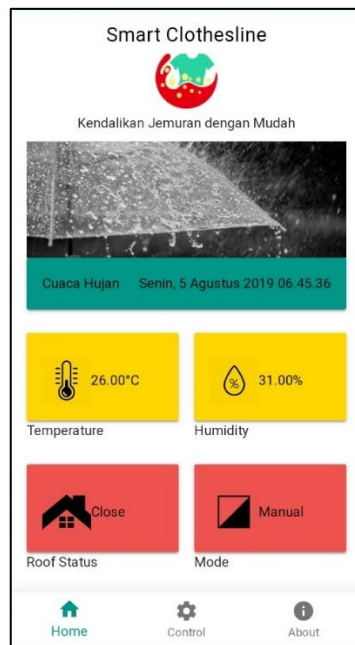 Smart Clothesline
Kendalikan Jemuran dengan Mudah
Cuaca Hujan Senin, 5 Agustus 2019 06.45.36
26.00°C
%
31.00%
Temperature
Humidity
Close
Manual
Roof Status
Mode
Home
Control
About